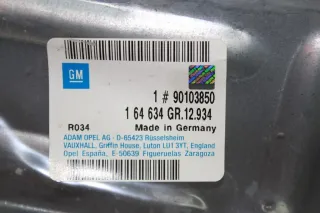 GM
1 # 90103850
1 64 634 GR.12.934
R034
Made in Germany
ADAM OPEL AG · D-65423 Rüsselsheim
VAUXHALL, Griffin House, Luton LU1 3YT, England
Opel España, E-50639 Figueruelas Zaragoza